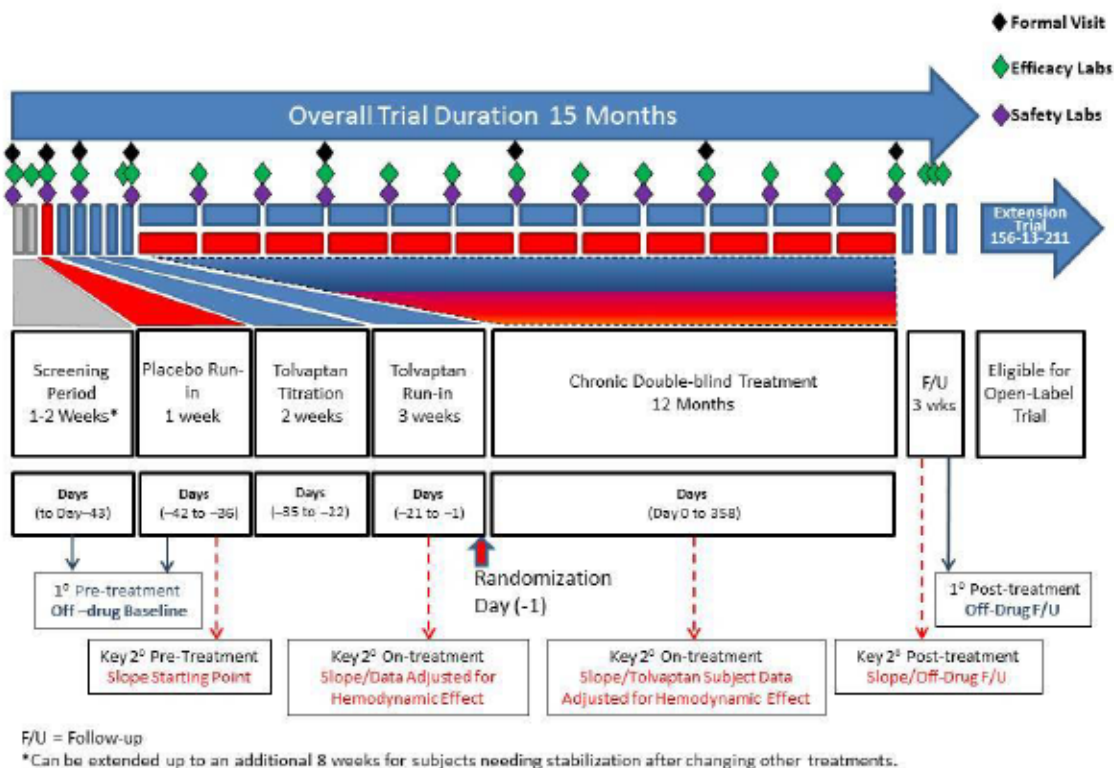 Formal Visit
Efficacy Labs
Safety Labs
Overall Trial Duration 15 Months
Extension
Trial
156-13-211
Screening
Period
1-2 Weeks*
Placebo Run-
in
1 week
Tolvaptan
Titration
2 weeks
Tolvaptan
Run-in
3 weeks
Chronic Double-blind Treatment
12 Months
F/U
3 wks
Eligible for
Open-Label
Trial
Days
(to Day–43)
Days
(–42 to –36)
Days
(–35 to –22)
Days
(–21 to –1)
Days
(Day 0 to 358)
Randomization
Day (-1)
1⁰ Pre-treatment
Off –drug Baseline
1⁰ Post-treatment
Off-Drug F/U
Key 2⁰ Pre-Treatment
Slope Starting Point
Key 2⁰ On-treatment
Slope/Data Adjusted for
Hemodynamic Effect
Key 2⁰ On-treatment
Slope/Tolvaptan Subject Data
Adjusted for Hemodynamic Effect
Key 2⁰ Post-treatment
Slope/Off-Drug F/U
F/U = Follow-up
*Can be extended up to an additional 8 weeks for subjects needing stabilization after changing other treatments.